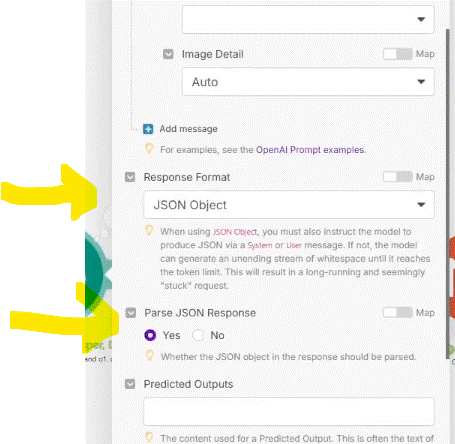 Image Detail
Map
Auto
Add message
For examples, see the OpenAI Prompt examples.
Response Format
Map
JSON Object
When using JSON Object, you must also instruct the model to
produce JSON via a System or User message. If not, the model
can generate an unending stream of whitespace until it reaches
the token limit. This will result in a long-running and seemingly
"stuck" request.
Parse JSON Response
Map
Yes
No
Whether the JSON object in the response should be parsed.
Predicted Outputs
The content used for a Predicted Output. This is often the text of